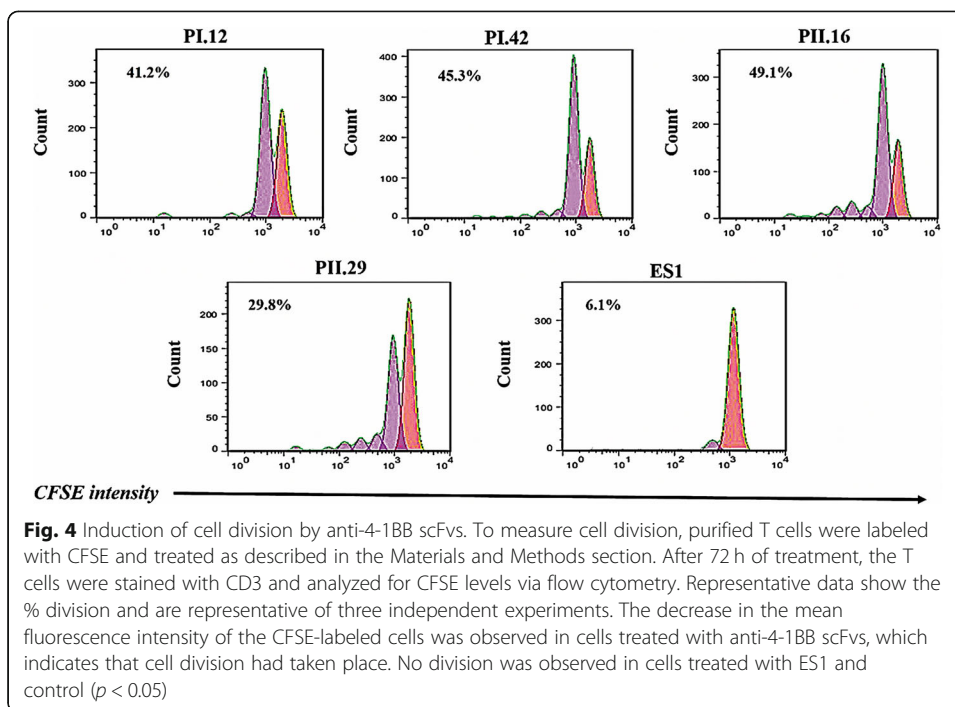 PI.12 PI.42 PII.16
41.2% 45.3% 49.1%
Count Count Count
300 400 300
200 300 200
100 200 100
0 100 0
0
10⁰ 10¹ 10² 10³ 10⁴ 10⁰ 10¹ 10² 10³ 10⁴ 10⁰ 10¹ 10² 10³ 10⁴
PII.29 ES1
29.8% 6.1%
Count Count
200 300
150 200
100 100
50 0
0
10⁰ 10¹ 10² 10³ 10⁴ 10⁰ 10¹ 10² 10³ 10⁴
CFSE intensity
Fig. 4 Induction of cell division by anti-4-1BB scFvs. To measure cell division, purified T cells were labeled
with CFSE and treated as described in the Materials and Methods section. After 72 h of treatment, the T
cells were stained with CD3 and analyzed for CFSE levels via flow cytometry. Representative data show the
% division and are representative of three independent experiments. The decrease in the mean
fluorescence intensity of the CFSE-labeled cells was observed in cells treated with anti-4-1BB scFvs, which
indicates that cell division had taken place. No division was observed in cells treated with ES1 and
control (p < 0.05)